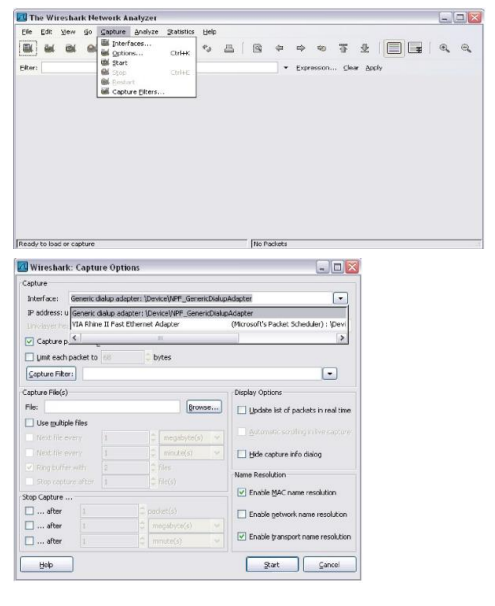 The Wireshark Network Analyzer
File Edit View Go Capture Analyze Statistics Help
Interfaces...
Options... Ctrl+K
Start
Stop Ctrl+E
Restart
Capture Filters...
Filter: Expression... Clear Apply
Ready to load or capture No Packets
Wireshark: Capture Options
Capture
Interface: Generic dialup adapter: \Device\NPF_GenericDialupAdapter
IP address: u Generic dialup adapter: \Device\NPF_GenericDialupAdapter
VIA Rhine II Fast Ethernet Adapter (Microsoft's Packet Scheduler) : \Devi
Capture p
Limit each packet to 68 bytes
Capture Filter:
Capture File(s) Display Options
File: Browse... Update list of packets in real time
Use multiple files
Automatic scrolling in live capture
Next file every 1 megabyte(s)
Next file every 1 minute(s)
Hide capture info dialog
Ring buffer with 2 files
Stop capture after 1 file(s)
Name Resolution
Stop Capture ... Enable MAC name resolution
... after 1 packet(s)
... after 1 megabyte(s) Enable network name resolution
... after 1 minute(s) Enable transport name resolution
Help Start Cancel